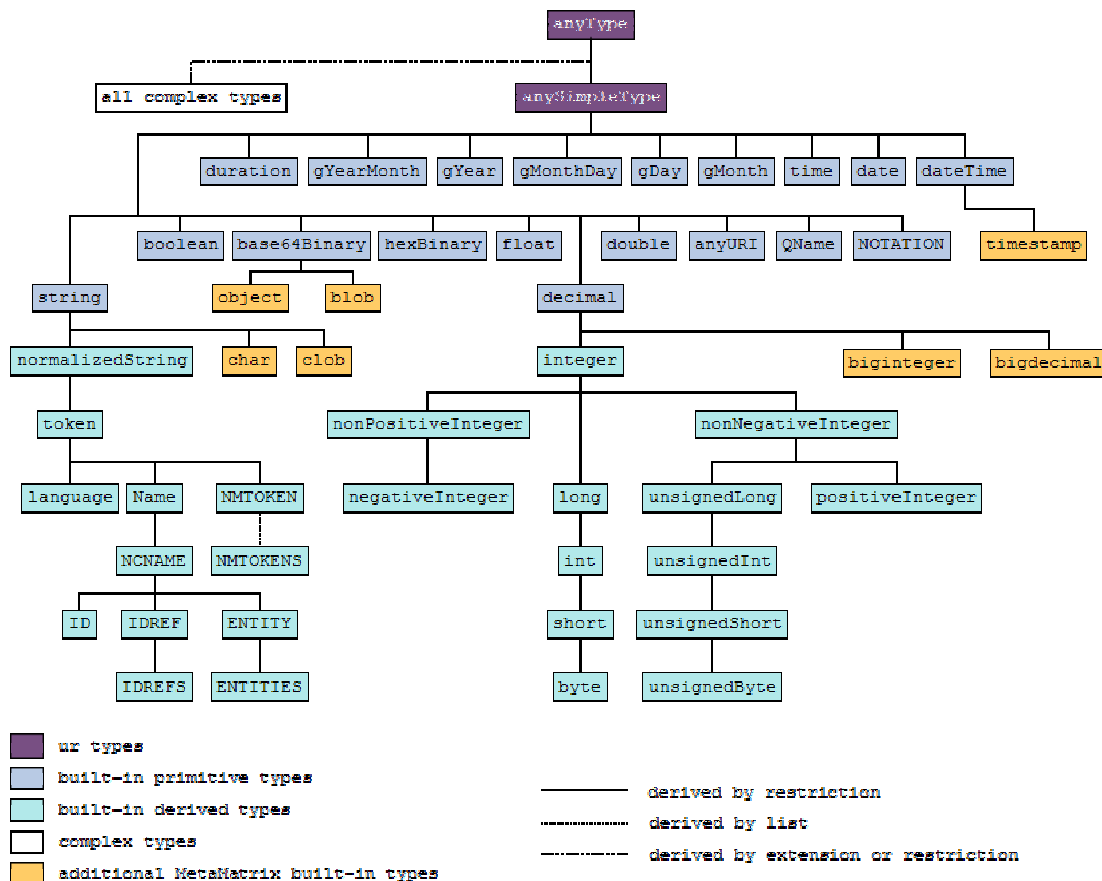 anyType
all complex types
anySimpleType
duration
gYearMonth
gYear
gMonthDay
gDay
gMonth
time
date
dateTime
boolean
base64Binary
hexBinary
float
double
anyURI
QName
NOTATION
timestamp
string
object
blob
decimal
normalizedString
char
clob
integer
biginteger
bigdecimal
token
nonPositiveInteger
nonNegativeInteger
language
Name
NMTOKEN
negativeInteger
long
unsignedLong
positiveInteger
NCNAME
NMTOKENS
int
unsignedInt
ID
IDREF
ENTITY
short
unsignedShort
IDREFS
ENTITIES
byte
unsignedByte
ur types
built-in primitive types
built-in derived types
complex types
additional MetaMatrix built-in types
derived by restriction
derived by list
derived by extension or restriction